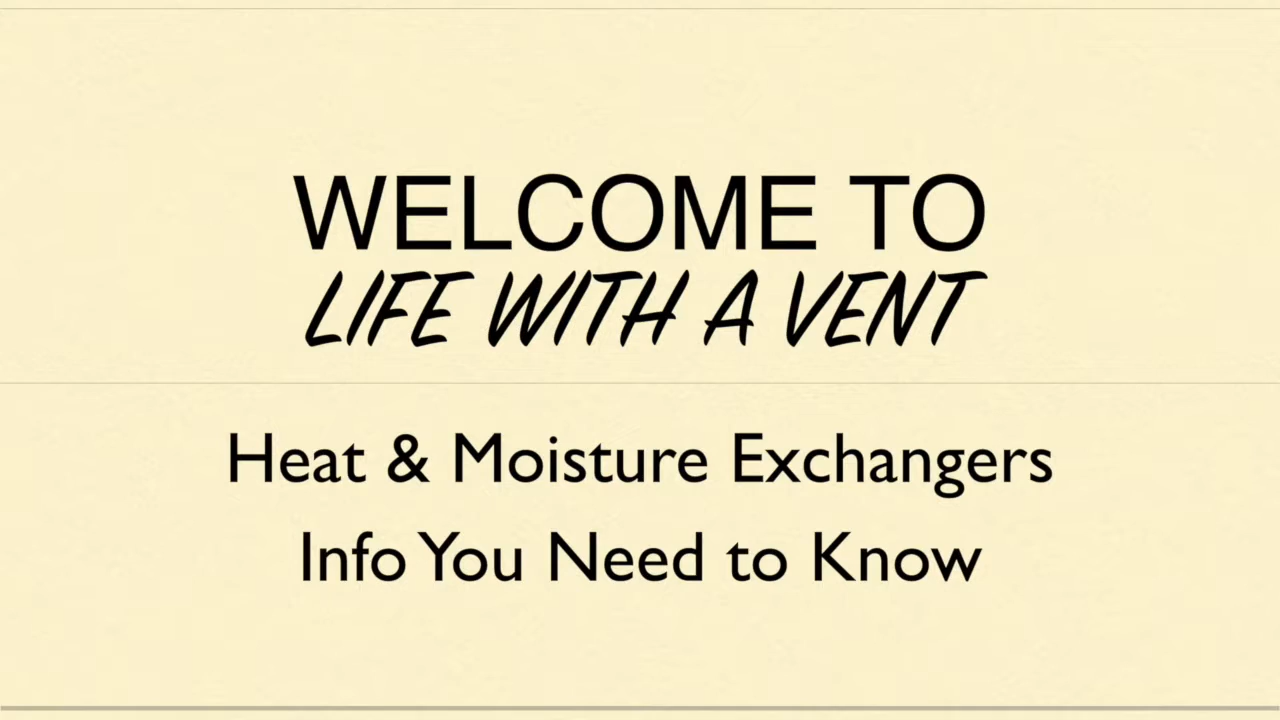 WELCOME TO
LIFE WITH A VENT
Heat & Moisture Exchangers
Info You Need to Know